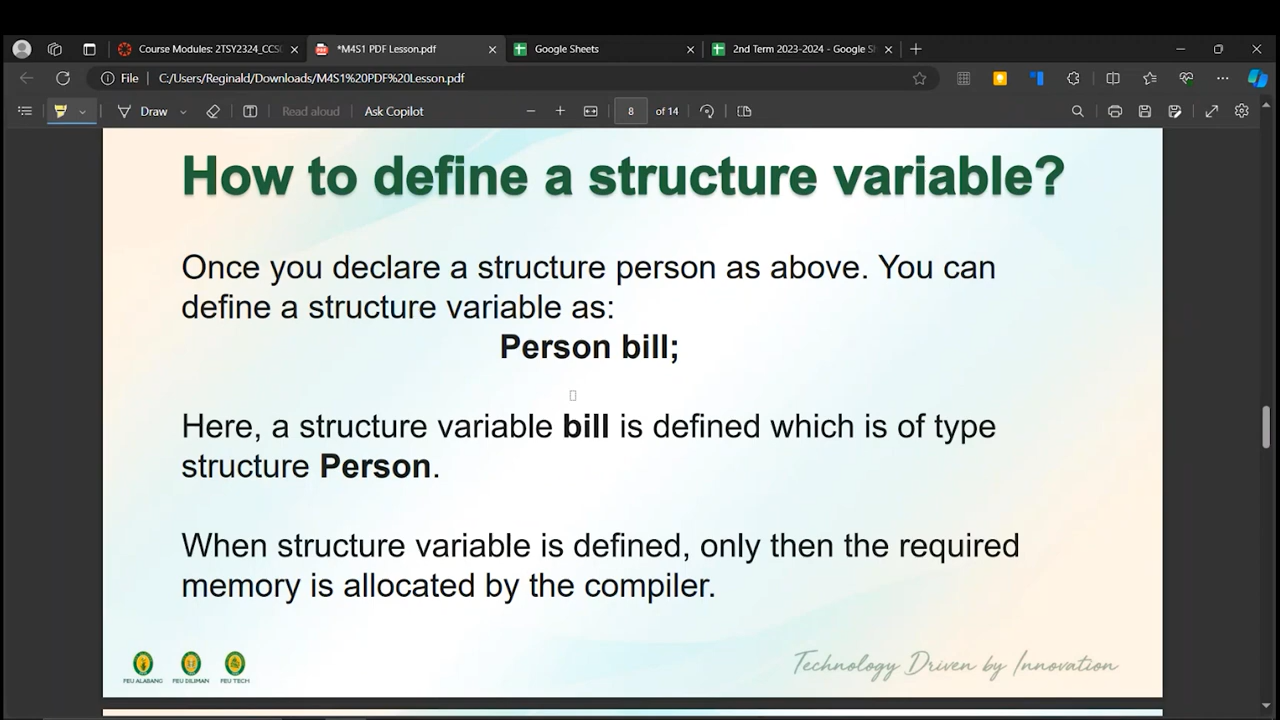 Course Modules: 2TSY2324_CCS
*M4S1 PDF Lesson.pdf
Google Sheets
2nd Term 2023-2024 - Google S
File
C:/Users/Reginald/Downloads/M4S1%20PDF%20Lesson.pdf
Draw
Read aloud
Ask Copilot
8
of 14
How to define a structure variable?
Once you declare a structure person as above. You can
define a structure variable as:
Person bill;
Here, a structure variable bill is defined which is of type
structure Person.
When structure variable is defined, only then the required
memory is allocated by the compiler.
FEU ALABANG
FEU DILIMAN
FEU TECH
Technology Driven by Innovation